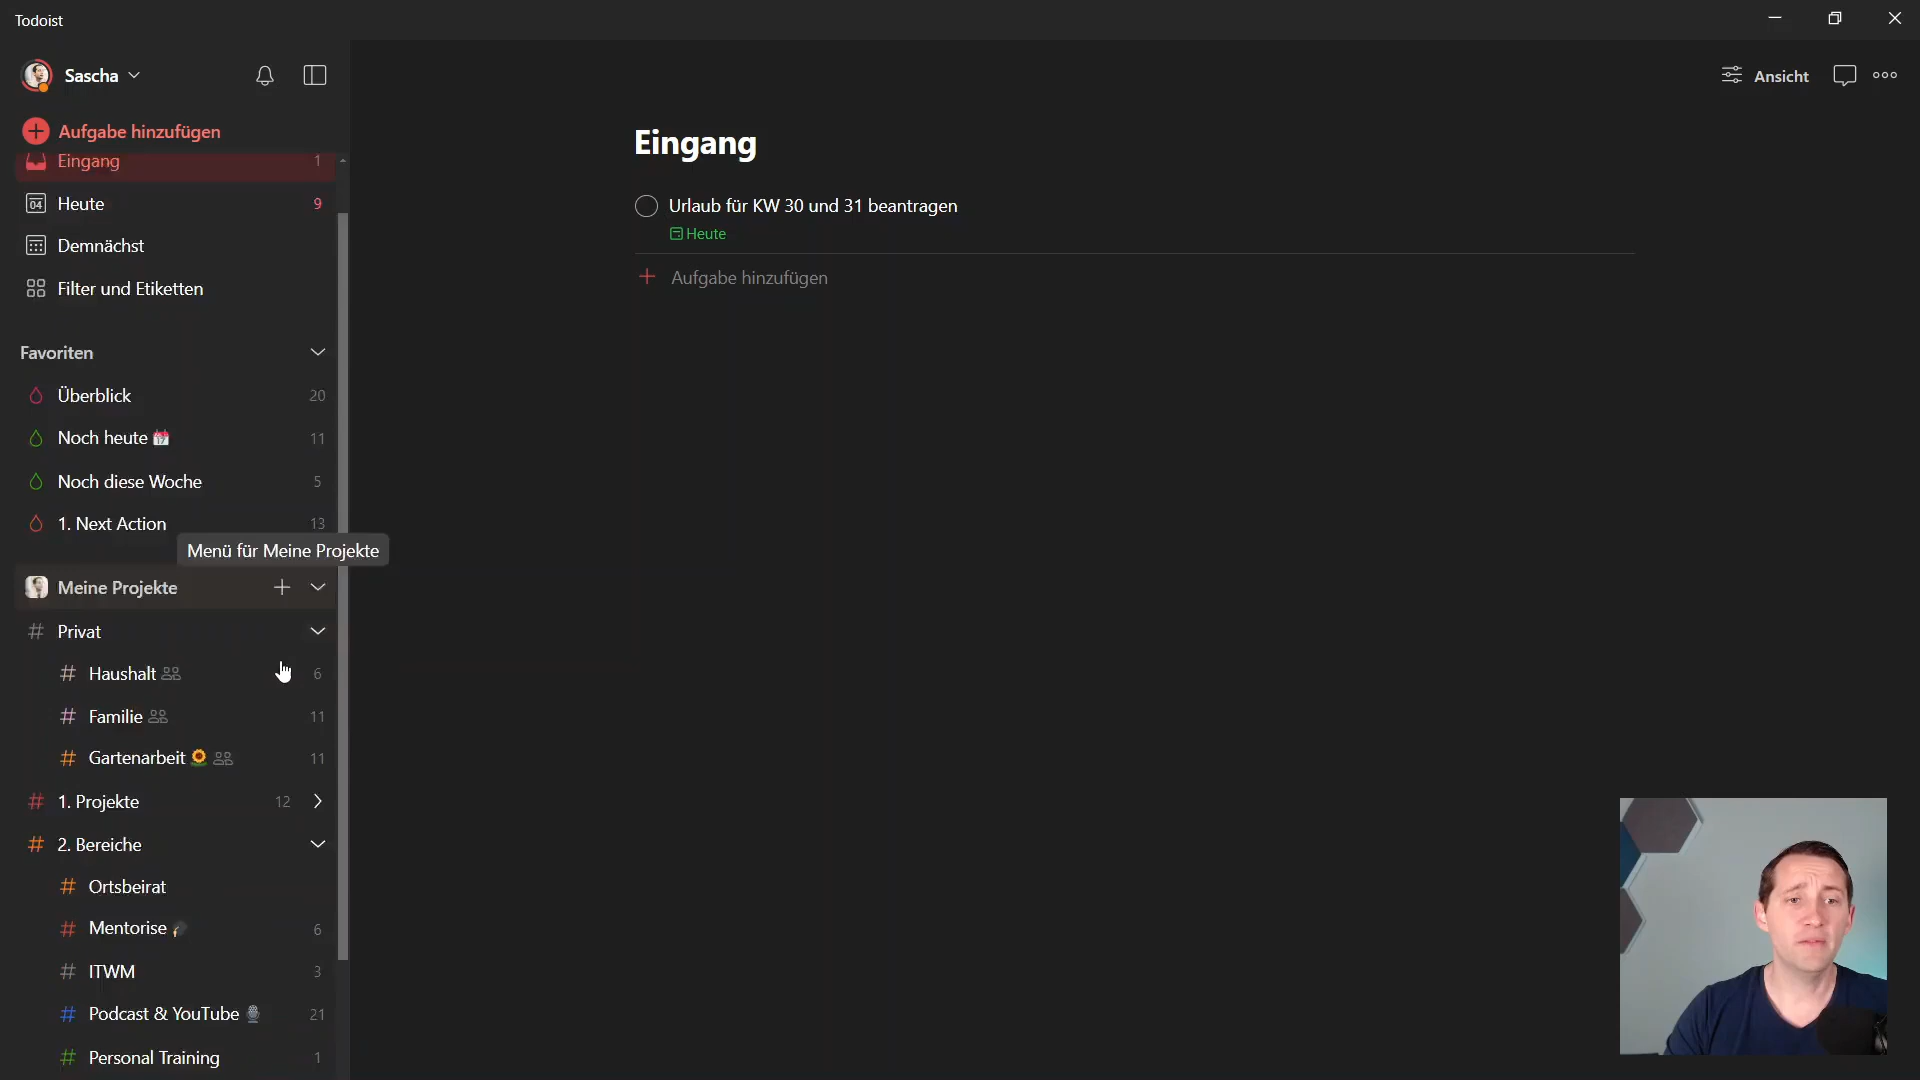 Todoist
Sascha
Aufgabe hinzufügen
Eingang 1
04 Heute 9
Demnächst
Filter und Etiketten
Favoriten
Überblick 20
Noch heute 11
Noch diese Woche 5
1. Next Action 13
Menü für Meine Projekte
Meine Projekte
# Privat
# Haushalt 6
# Familie 11
# Gartenarbeit 🌻 11
# 1. Projekte 12
# 2. Bereiche
# Ortsbeirat
# Mentorise 6
# ITWM 3
# Podcast & YouTube 21
# Personal Training 1
Ansicht
Eingang
Urlaub für KW 30 und 31 beantragen
Heute
Aufgabe hinzufügen